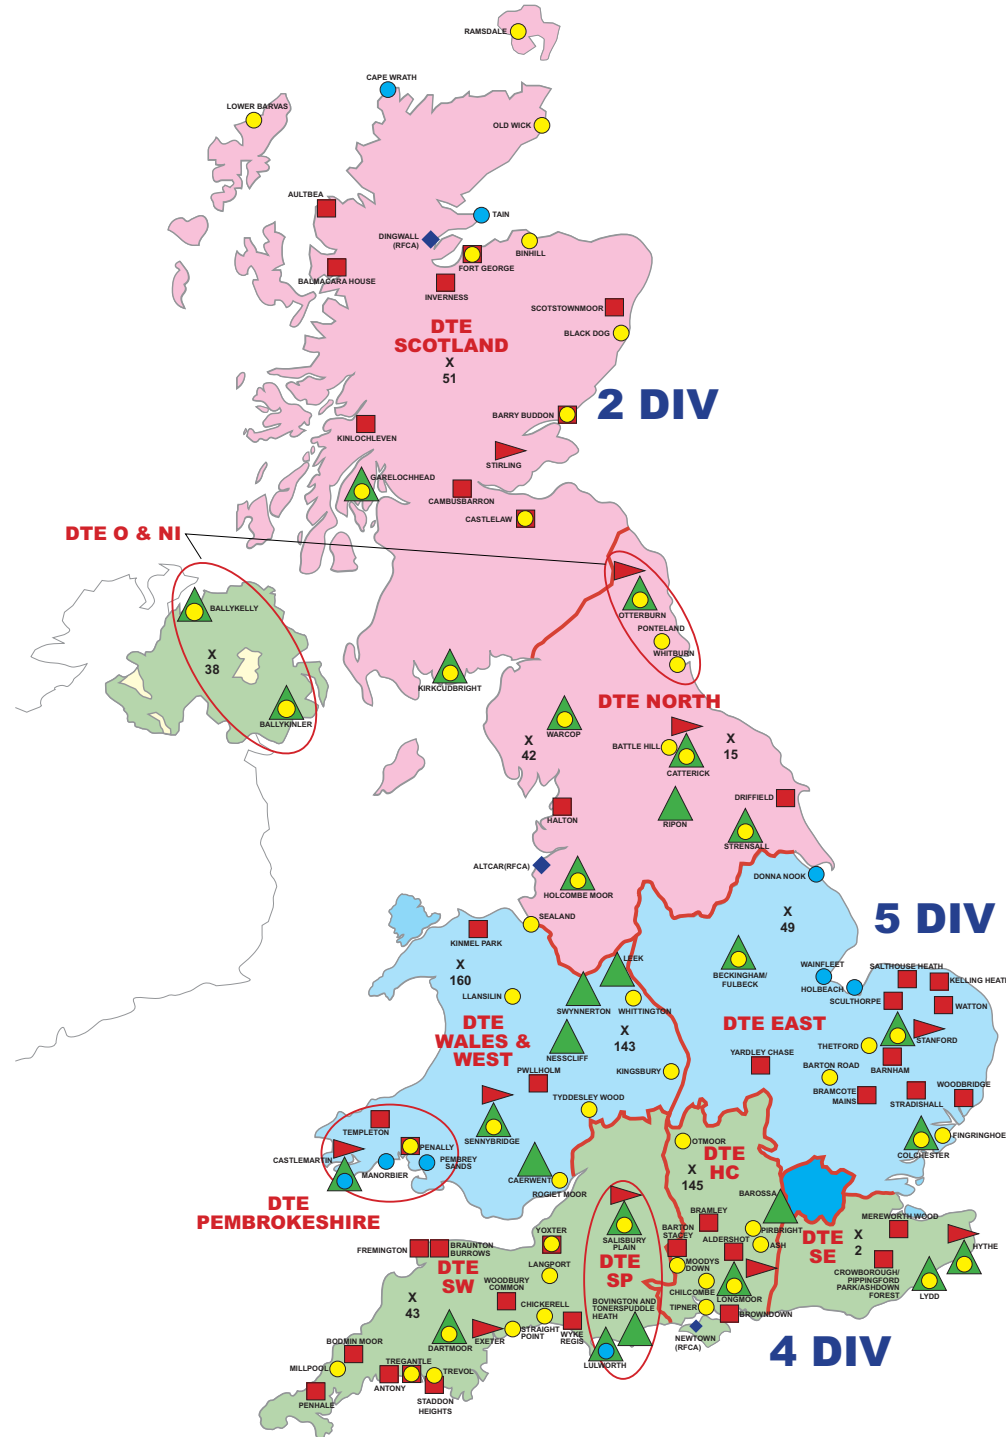 RAMSDALE
CAPE WRATH
LOWER BARVAS
OLD WICK
AULTBEA
TAIN
DINGWALL
(RFCA)
BINHILL
FORT GEORGE
BALMACARA HOUSE
INVERNESS
SCOTSTOWNMOOR
DTE
SCOTLAND
X
51
BLACK DOG
2 DIV
BARRY BUDDON
KINLOCHLEVEN
STIRLING
GARELOCHHEAD
CAMBUSBARRON
CASTLELAW
DTE O & NI
BALLYKELLY
OTTERBURN
PONTELAND
WHITBURN
X
38
KIRKCUDBRIGHT
BALLYKINLER
DTE NORTH
WARCOP
X
42
BATTLE HILL
CATTERICK
X
15
HALTON
RIPON
DRIFFIELD
STRENSALL
ALTCAR(RFCA)
HOLCOMBE MOOR
DONNA NOOK
SEALAND
KINMEL PARK
X
49
5 DIV
X
160
LEEK
BECKINGHAM/
FULBECK
WAINFLEET
HOLBEACH
SALTHOUSE HEATH
KELLING HEATH
SCULTHORPE
WATTON
LLANSILIN
SWYNNERTON
WHITTINGTON
DTE
WALES &
WEST
NESSCLIFF
X
143
DTE EAST
THETFORD
STANFORD
BARNHAM
YARDLEY CHASE
PWLLHOLM
KINGSBURY
BARTON ROAD
BRAMCOTE
MAINS
STRADISHALL
WOODBRIDGE
TYDDESLEY WOOD
TEMPLETON
SENNYBRIDGE
FINGRINGHOE
COLCHESTER
CASTLEMARTIN
PENALLY
MANORBIER
PEMBREY
SANDS
CAERWENT
ROGIET MOOR
OTMOOR
DTE
HC
X
145
BAROSSA
DTE
PEMBROKESHIRE
SALISBURY
PLAIN
BRAMLEY
PIRBRIGHT
MEREWORTH WOOD
X
2
FREMINGTON
BRAUNTON
BURROWS
YOXTER
BARTON
STACEY
ALDERSHOT
ASH
DTE
SE
HYTHE
DTE
SW
LANGPORT
DTE
SP
MOODYS
DOWN
CHILCOMBE
LONGMOOR
CROWBOROUGH/
PIPPINGFORD
PARK/ASHDOWN
FOREST
LYDD
WOODBURY
COMMON
X
43
CHICKERELL
BOVINGTON AND
TONERSPUDDLE
HEATH
TIPNER
BROWNDOWN
DARTMOOR
EXETER
STRAIGHT
POINT
WYKE
REGIS
NEWTOWN
(RFCA)
4 DIV
BODMIN MOOR
LULWORTH
MILLPOOL
TREGANTLE
TREVOL
ANTONY
PENHALE
STADDON
HEIGHTS